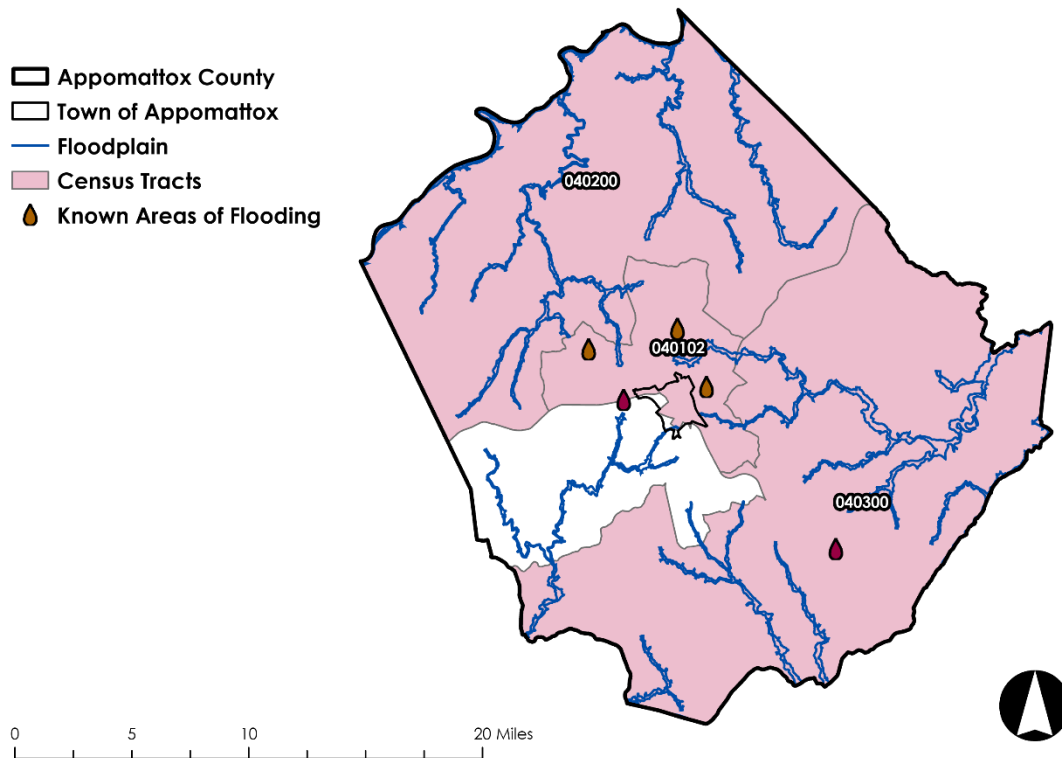 Appomattox County
Town of Appomattox
Floodplain
Census Tracts
Known Areas of Flooding
040200
040102
040300
0 5 10 20 Miles